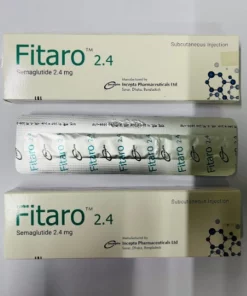 Fitaro™ 2.4
Semaglutide 2.4 mg
Subcutaneous Injection
Manufactured by
Incepta Pharmaceuticals Ltd
Savar, Dhaka, Bangladesh
Fitaro™ 2.4
Semaglutide 2.4 mg
Subcutaneous Injection
Manufactured by
Incepta Pharmaceuticals Ltd
Savar, Dhaka, Bangladesh